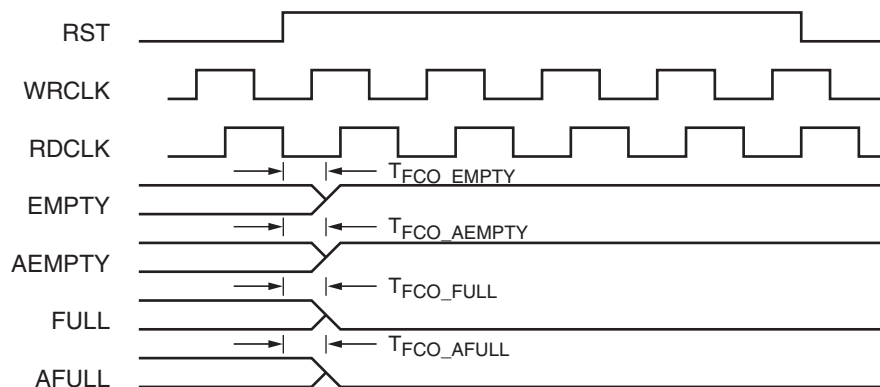 RST
WRCLK
RDCLK
TFCO_EMPTY
EMPTY
TFCO_AEMPTY
AEMPTY
TFCO_FULL
FULL
TFCO_AFULL
AFULL